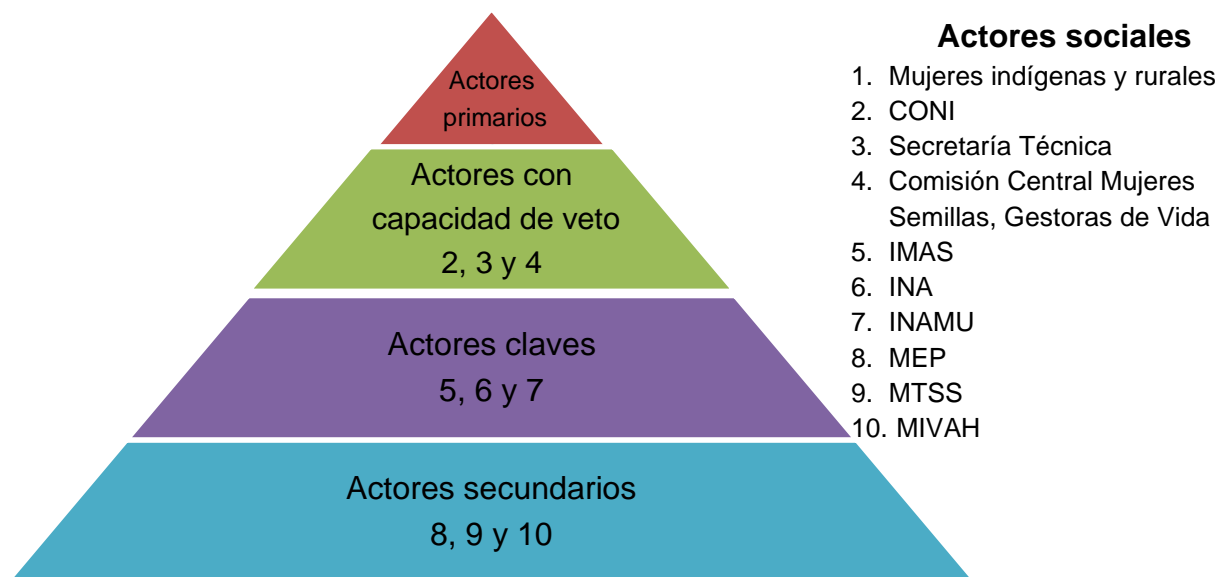 Actores
primarios
Actores con
capacidad de veto
2, 3 y 4
Actores claves
5, 6 y 7
Actores secundarios
8, 9 y 10
Actores sociales
1. Mujeres indígenas y rurales
2. CONI
3. Secretaría Técnica
4. Comisión Central Mujeres
Semillas, Gestoras de Vida
5. IMAS
6. INA
7. INAMU
8. MEP
9. MTSS
10. MIVAH